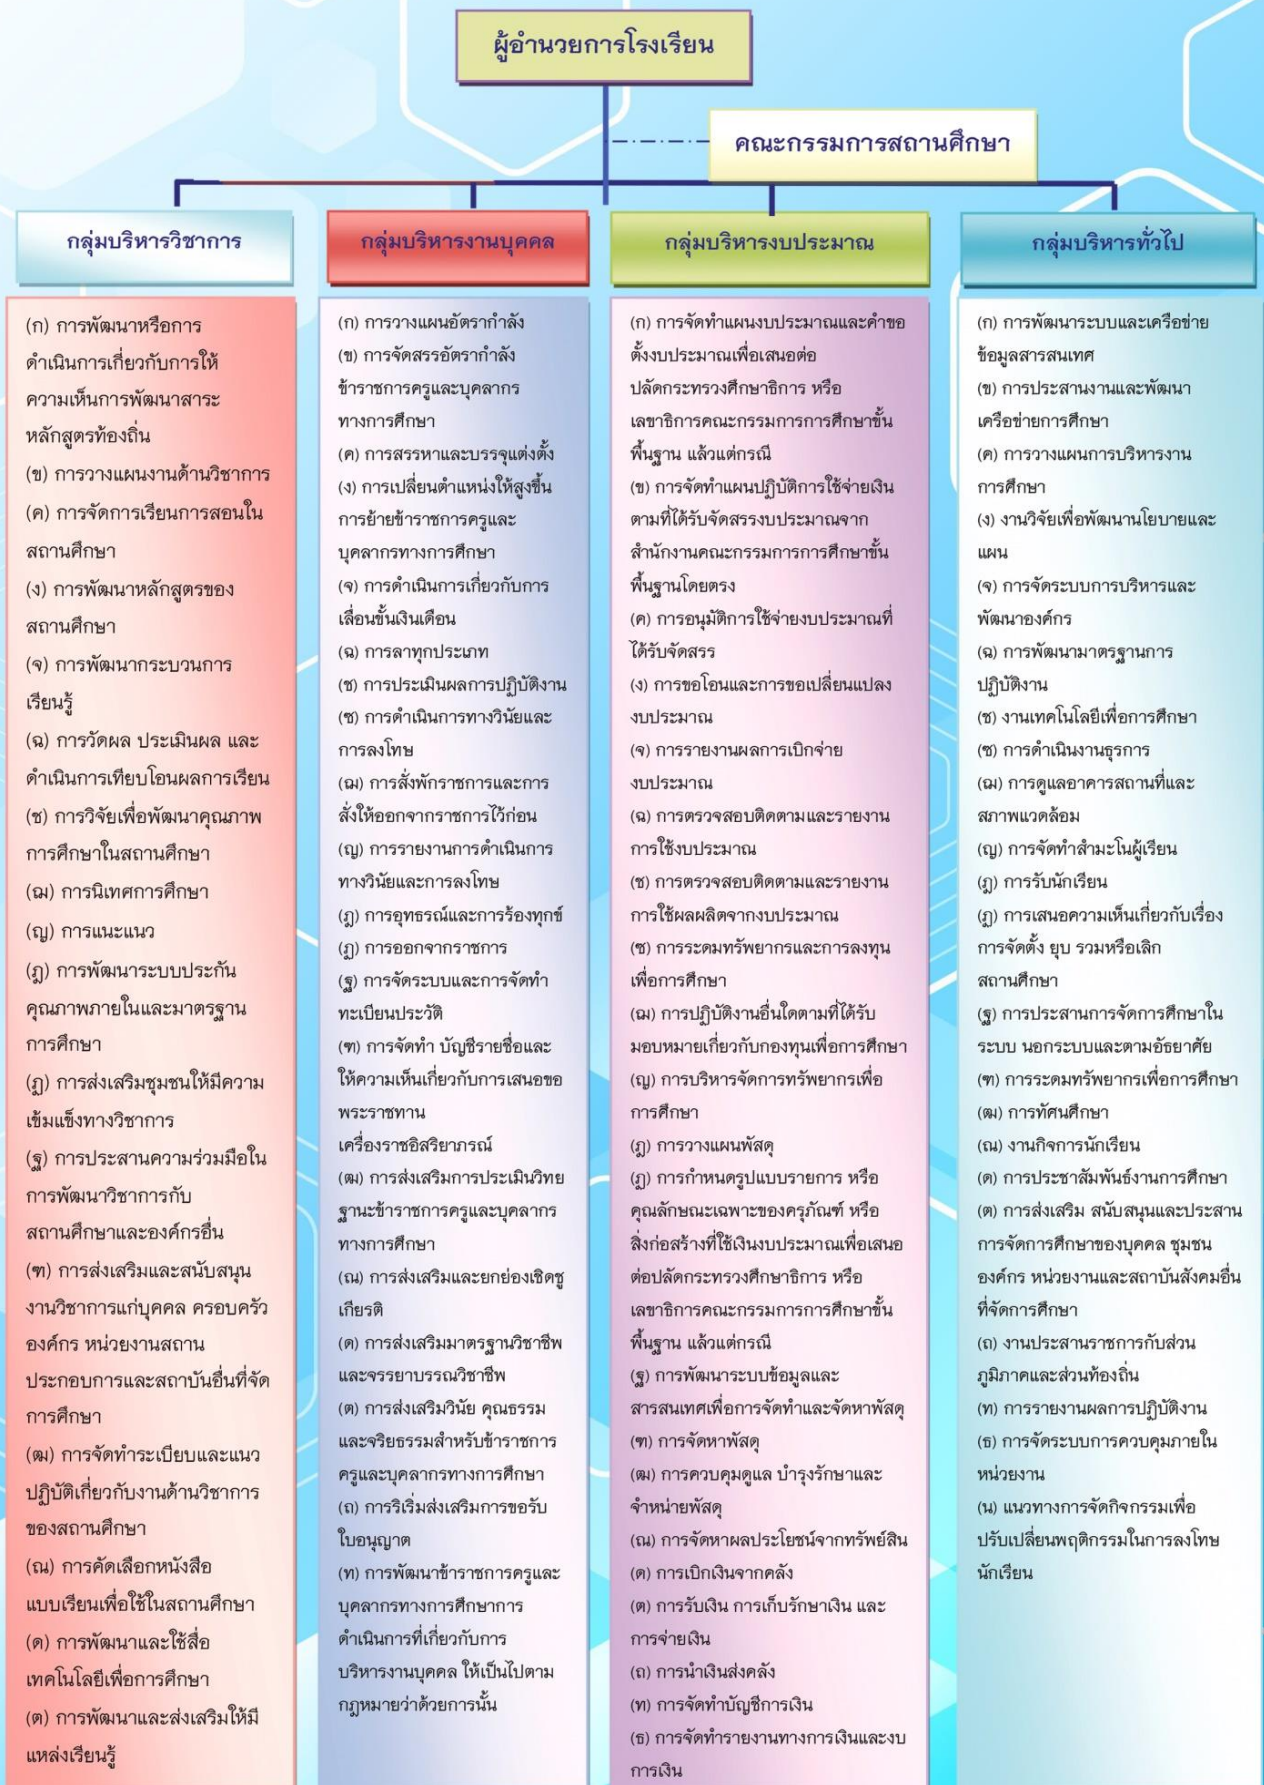 ผู้อำนวยการโรงเรียน
คณะกรรมการสถานศึกษา
กลุ่มบริหารวิชาการ
(ก) การพัฒนาหรือการ
ดำเนินการเกี่ยวกับการให้
ความเห็นการพัฒนาสาระ
หลักสูตรท้องถิ่น
(ข) การวางแผนงานด้านวิชาการ
(ค) การจัดการเรียนการสอนใน
สถานศึกษา
(ง) การพัฒนาหลักสูตรของ
สถานศึกษา
(จ) การพัฒนากระบวนการ
เรียนรู้
(ฉ) การวัดผล ประเมินผล และ
ดำเนินการเทียบโอนผลการเรียน
(ช) การวิจัยเพื่อพัฒนาคุณภาพ
การศึกษาในสถานศึกษา
(ฌ) การนิเทศการศึกษา
(ญ) การแนะแนว
(ฎ) การพัฒนาระบบประกัน
คุณภาพภายในและมาตรฐาน
การศึกษา
(ฏ) การส่งเสริมชุมชนให้มีความ
เข้มแข็งทางวิชาการ
(ฐ) การประสานความร่วมมือใน
การพัฒนาวิชาการกับ
สถานศึกษาและองค์กรอื่น
(ฑ) การส่งเสริมและสนับสนุน
งานวิชาการแก่บุคคล ครอบครัว
องค์กร หน่วยงานสถาน
ประกอบการและสถาบันอื่นที่จัด
การศึกษา
(ฒ) การจัดทำระเบียบและแนว
ปฏิบัติเกี่ยวกับงานด้านวิชาการ
ของสถานศึกษา
(ณ) การคัดเลือกหนังสือ
แบบเรียนเพื่อใช้ในสถานศึกษา
(ด) การพัฒนาและใช้สื่อ
เทคโนโลยีเพื่อการศึกษา
(ต) การพัฒนาและส่งเสริมให้มี
แหล่งเรียนรู้
กลุ่มบริหารงานบุคคล
(ก) การวางแผนอัตรากำลัง
(ข) การจัดสรรอัตรากำลัง
ข้าราชการครูและบุคลากร
ทางการศึกษา
(ค) การสรรหาและบรรจุแต่งตั้ง
(ง) การเปลี่ยนตำแหน่งให้สูงขึ้น
การย้ายข้าราชการครูและ
บุคลากรทางการศึกษา
(จ) การดำเนินการเกี่ยวกับการ
เลื่อนขั้นเงินเดือน
(ฉ) การลาทุกประเภท
(ช) การประเมินผลการปฏิบัติงาน
(ซ) การดำเนินการทางวินัยและ
การลงโทษ
(ฌ) การสั่งพักราชการและการ
สั่งให้ออกจากราชการไว้ก่อน
(ญ) การรายงานการดำเนินการ
ทางวินัยและการลงโทษ
(ฎ) การอุทธรณ์และการร้องทุกข์
(ฏ) การออกจากราชการ
(ฐ) การจัดระบบและการจัดทำ
ทะเบียนประวัติ
(ฑ) การจัดทำ บัญชีรายชื่อและ
ให้ความเห็นเกี่ยวกับการเสนอขอ
พระราชทาน
เครื่องราชอิสริยาภรณ์
(ฒ) การส่งเสริมการประเมินวิทย
ฐานะข้าราชการครูและบุคลากร
ทางการศึกษา
(ณ) การส่งเสริมและยกย่องเชิดชู
เกียรติ
(ด) การส่งเสริมมาตรฐานวิชาชีพ
และจรรยาบรรณวิชาชีพ
(ต) การส่งเสริมวินัย คุณธรรม
และจริยธรรมสำหรับข้าราชการ
ครูและบุคลากรทางการศึกษา
(ถ) การริเริ่มส่งเสริมการขอรับ
ใบอนุญาต
(ท) การพัฒนาข้าราชการครูและ
บุคลากรทางการศึกษาการ
ดำเนินการที่เกี่ยวกับการ
บริหารงานบุคคล ให้เป็นไปตาม
กฎหมายว่าด้วยการนั้น
กลุ่มบริหารงบประมาณ
(ก) การจัดทำแผนงบประมาณและคำขอ
ตั้งงบประมาณเพื่อเสนอต่อ
ปลัดกระทรวงศึกษาธิการ หรือ
เลขาธิการคณะกรรมการการศึกษาขั้น
พื้นฐาน แล้วแต่กรณี
(ข) การจัดทำแผนปฏิบัติการใช้จ่ายเงิน
ตามที่ได้รับจัดสรรงบประมาณจาก
สำนักงานคณะกรรมการการศึกษาขั้น
พื้นฐานโดยตรง
(ค) การอนุมัติการใช้จ่ายงบประมาณที่
ได้รับจัดสรร
(ง) การขอโอนและการขอเปลี่ยนแปลง
งบประมาณ
(จ) การรายงานผลการเบิกจ่าย
งบประมาณ
(ฉ) การตรวจสอบติดตามและรายงาน
การใช้งบประมาณ
(ช) การตรวจสอบติดตามและรายงาน
การใช้ผลผลิตจากงบประมาณ
(ซ) การระดมทรัพยากรและการลงทุน
เพื่อการศึกษา
(ฌ) การปฏิบัติงานอื่นใดตามที่ได้รับ
มอบหมายเกี่ยวกับกองทุนเพื่อการศึกษา
(ญ) การบริหารจัดการทรัพยากรเพื่อ
การศึกษา
(ฎ) การวางแผนพัสดุ
(ฏ) การกำหนดรูปแบบรายการ หรือ
คุณลักษณะเฉพาะของครุภัณฑ์ หรือ
สิ่งก่อสร้างที่ใช้เงินงบประมาณเพื่อเสนอ
ต่อปลัดกระทรวงศึกษาธิการ หรือ
เลขาธิการคณะกรรมการการศึกษาขั้น
พื้นฐาน แล้วแต่กรณี
(ฐ) การพัฒนาระบบข้อมูลและ
สารสนเทศเพื่อการจัดทำและจัดหาพัสดุ
(ฑ) การจัดหาพัสดุ
(ฒ) การควบคุมดูแล บำรุงรักษาและ
จำหน่ายพัสดุ
(ณ) การจัดหาผลประโยชน์จากทรัพย์สิน
(ด) การเบิกเงินจากคลัง
(ต) การรับเงิน การเก็บรักษาเงิน และ
การจ่ายเงิน
(ถ) การนำเงินส่งคลัง
(ท) การจัดทำบัญชีการเงิน
(ธ) การจัดทำรายงานทางการเงินและงบ
การเงิน
กลุ่มบริหารทั่วไป
(ก) การพัฒนาระบบและเครือข่าย
ข้อมูลสารสนเทศ
(ข) การประสานงานและพัฒนา
เครือข่ายการศึกษา
(ค) การวางแผนการบริหารงาน
การศึกษา
(ง) งานวิจัยเพื่อพัฒนานโยบายและ
แผน
(จ) การจัดระบบการบริหารและ
พัฒนาองค์กร
(ฉ) การพัฒนามาตรฐานการ
ปฏิบัติงาน
(ช) งานเทคโนโลยีเพื่อการศึกษา
(ซ) การดำเนินงานธุรการ
(ฌ) การดูแลอาคารสถานที่และ
สภาพแวดล้อม
(ญ) การจัดทำสำมะโนผู้เรียน
(ฎ) การรับนักเรียน
(ฏ) การเสนอความเห็นเกี่ยวกับเรื่อง
การจัดตั้ง ยุบ รวมหรือเลิก
สถานศึกษา
(ฐ) การประสานการจัดการศึกษาใน
ระบบ นอกระบบและตามอัธยาศัย
(ฑ) การระดมทรัพยากรเพื่อการศึกษา
(ฒ) การทัศนศึกษา
(ณ) งานกิจการนักเรียน
(ด) การประชาสัมพันธ์งานการศึกษา
(ต) การส่งเสริม สนับสนุนและประสาน
การจัดการศึกษาของบุคคล ชุมชน
องค์กร หน่วยงานและสถาบันสังคมอื่น
ที่จัดการศึกษา
(ถ) งานประสานราชการกับส่วน
ภูมิภาคและส่วนท้องถิ่น
(ท) การรายงานผลการปฏิบัติงาน
(ธ) การจัดระบบการควบคุมภายใน
หน่วยงาน
(น) แนวทางการจัดกิจกรรมเพื่อ
ปรับเปลี่ยนพฤติกรรมในการลงโทษ
นักเรียน